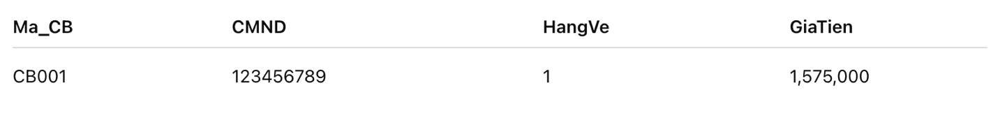 Ma_CB CMND HangVe GiaTien
CB001 123456789 1 1,575,000